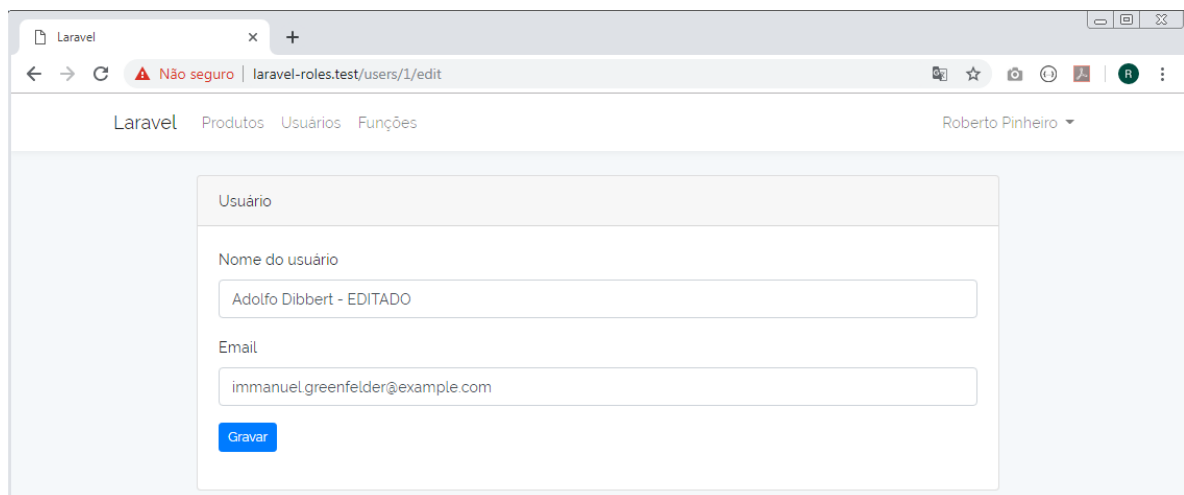 Laravel
Não seguro | laravel-roles.test/users/1/edit
R
Laravel Produtos Usuários Funções Roberto Pinheiro
Usuário
Nome do usuário
Adolfo Dibbert - EDITADO
Email
immanuel.greenfelder@example.com
Gravar